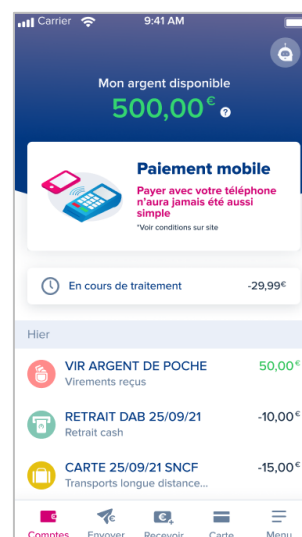 Carrier 9:41 AM
Mon argent disponible
500,00€ ?
Paiement mobile
Payer avec votre téléphone
n'aura jamais été aussi
simple
*Voir conditions sur site
En cours de traitement -29,99€
Hier
VIR ARGENT DE POCHE 50,00€
Virements reçus
RETRAIT DAB 25/09/21 -10,00€
Retrait cash
CARTE 25/09/21 SNCF -15,00€
Transports longue distance...
Comptes Envoyer Recevoir Carte Menu